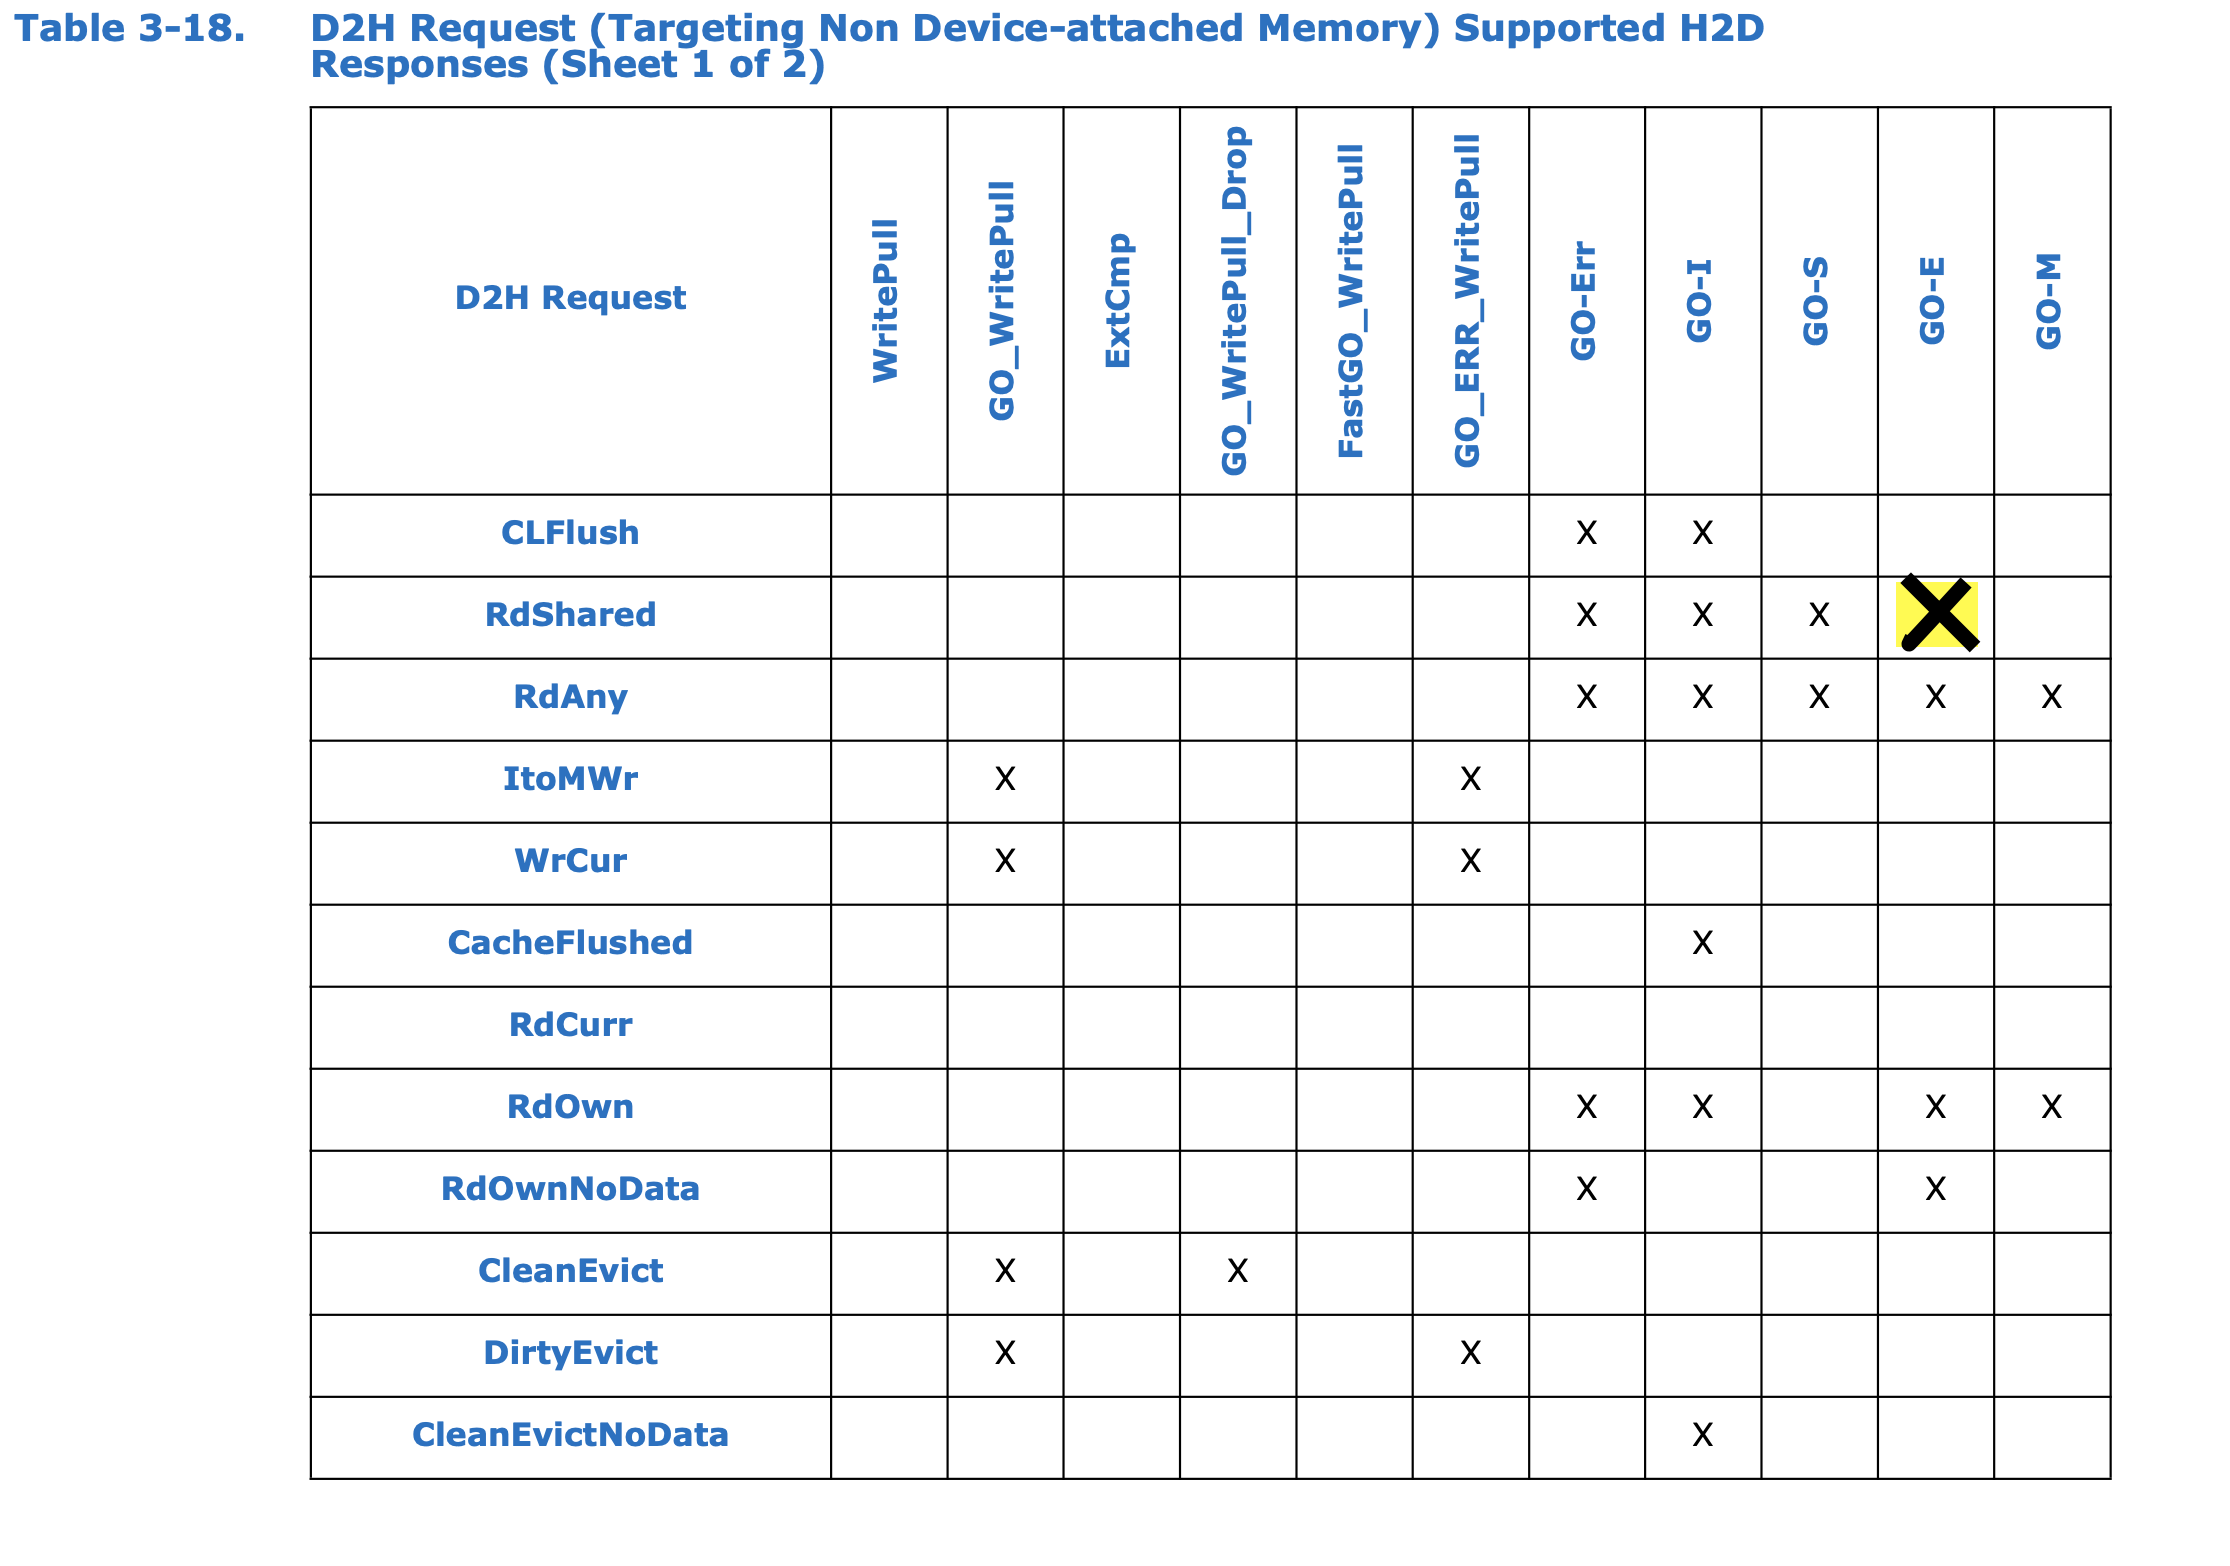 Table 3-18. D2H Request (Targeting Non Device-attached Memory) Supported H2D
Responses (Sheet 1 of 2)
D2H Request WritePull GO_WritePull ExtCmp GO_WritePull_Drop FastGO_WritePull GO_ERR_WritePull GO-Err GO-I GO-S GO-E GO-M
CLFlush X X
RdShared X X X X
RdAny X X X X X
ItoMWr X X
WrCur X X
CacheFlushed X
RdCurr
RdOwn X X X X
RdOwnNoData X X
CleanEvict X X
DirtyEvict X X
CleanEvictNoData X